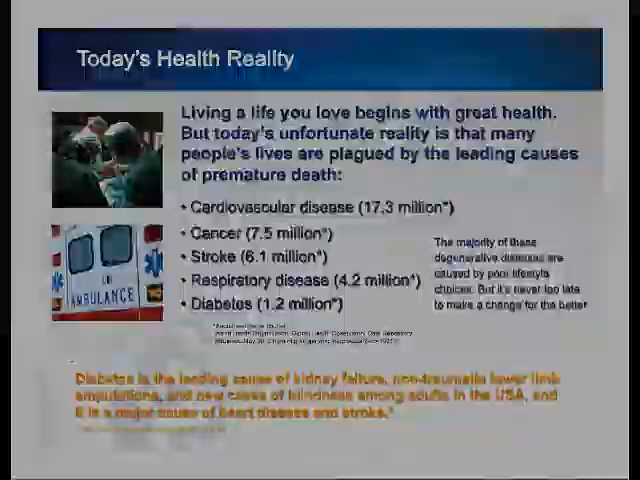 Today's Health Reality
Living a life you love begins with great health.
But today's unfortunate reality is that many
people's lives are plagued by the leading causes
of premature death:
• Cardiovascular disease (17.3 million*)
• Cancer (7.5 million*)
• Stroke (6.1 million*)
• Respiratory disease (4.2 million*)
• Diabetes (1.2 million*)
The majority of these
degenerative diseases are
caused by poor lifestyle
choices. But it's never too late
to make a change for the better
AMBULANCE
Diabetes is the leading cause of kidney failure, non-traumatic lower limb
amputations, and new cases of blindness among adults in the USA, and
it is a major cause of heart disease and stroke.*